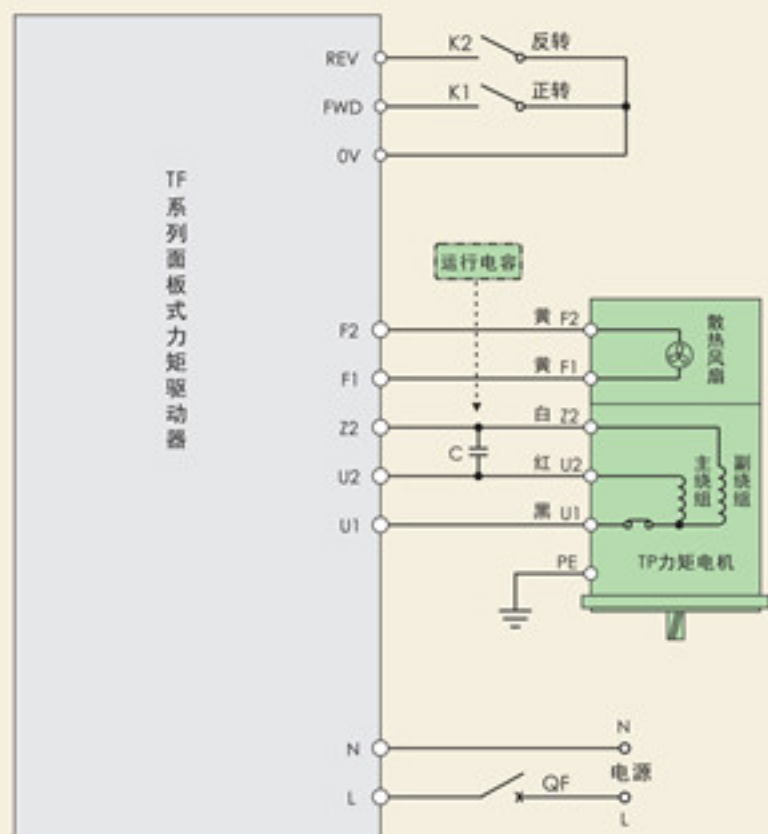 REV K2 反转
FWD K1 正转
0V
TF系列面板式力矩驱动器
运行电容
F2 黄 F2
散热风扇
F1 黄 F1
Z2 白 Z2
C
U2 红 U2
主绕组 副绕组
U1 黑 U1
PE
TP力矩电机
N N
电源
L QF
L